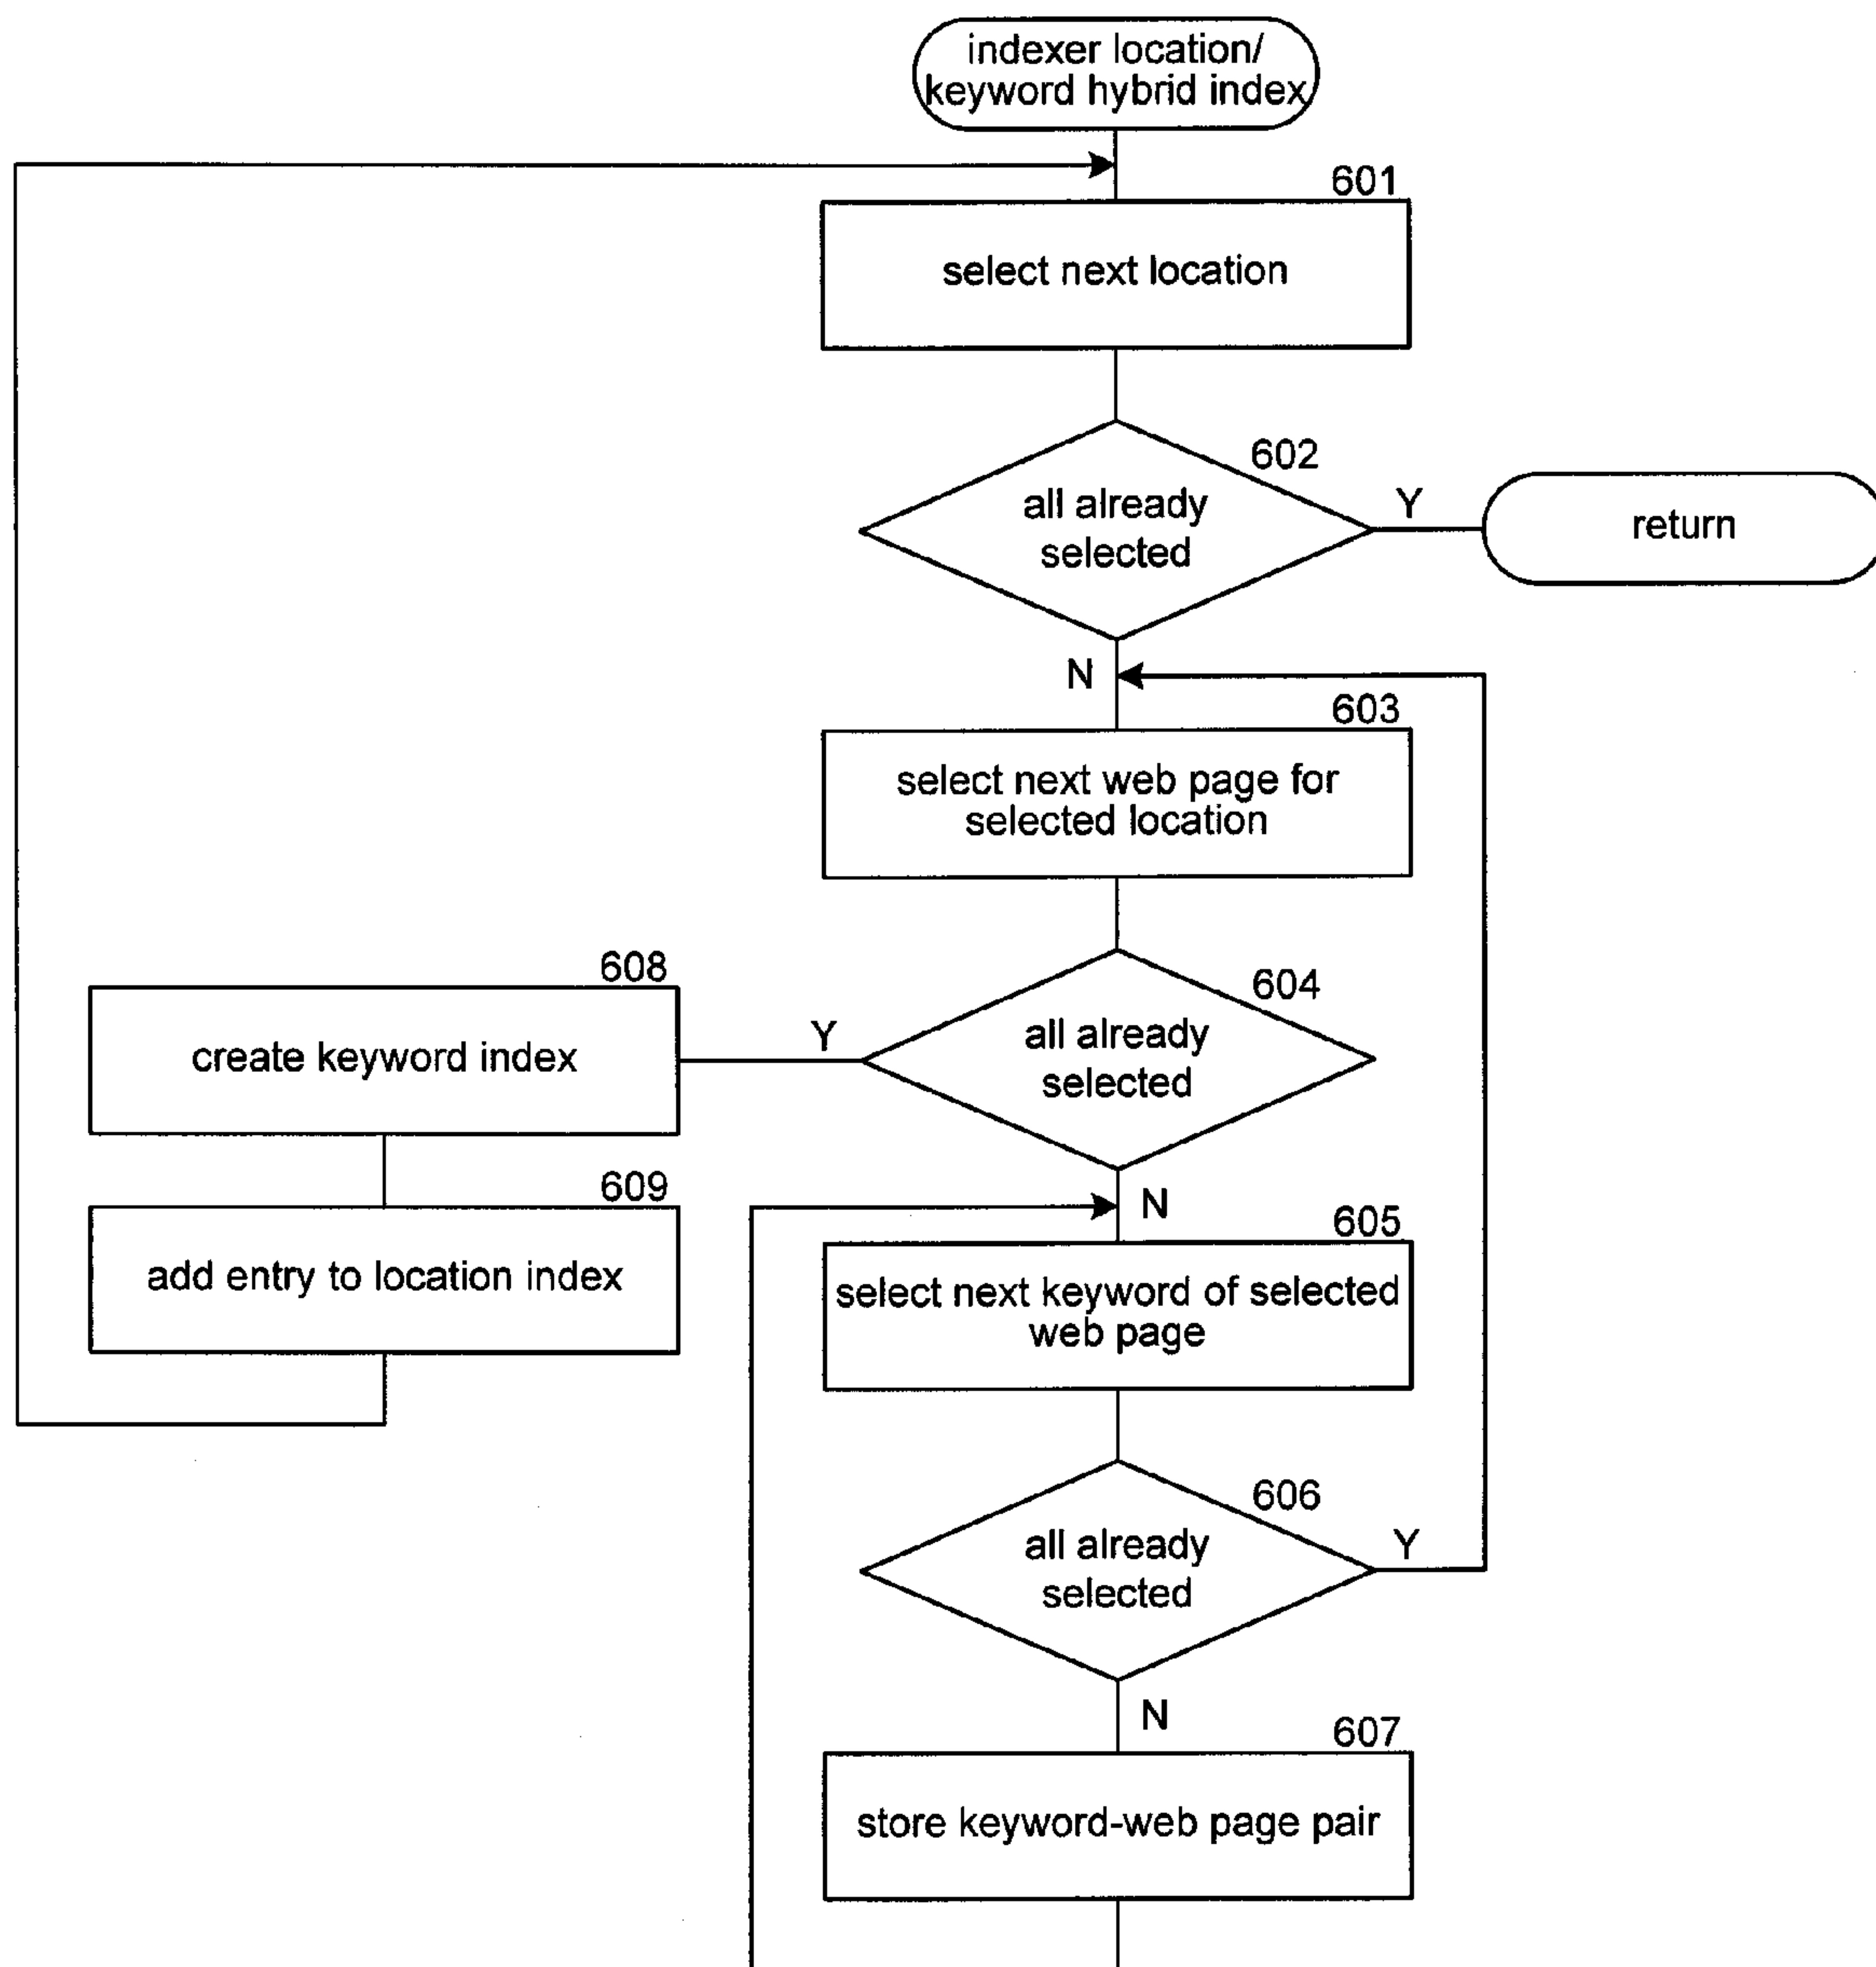 indexer location/
keyword hybrid index
601
select next location
602
all already
selected
Y
return
N
603
select next web page for
selected location
604
all already
selected
Y
608
create keyword index
609
add entry to location index
N
605
select next keyword of selected
web page
606
all already
selected
Y
N
607
store keyword-web page pair